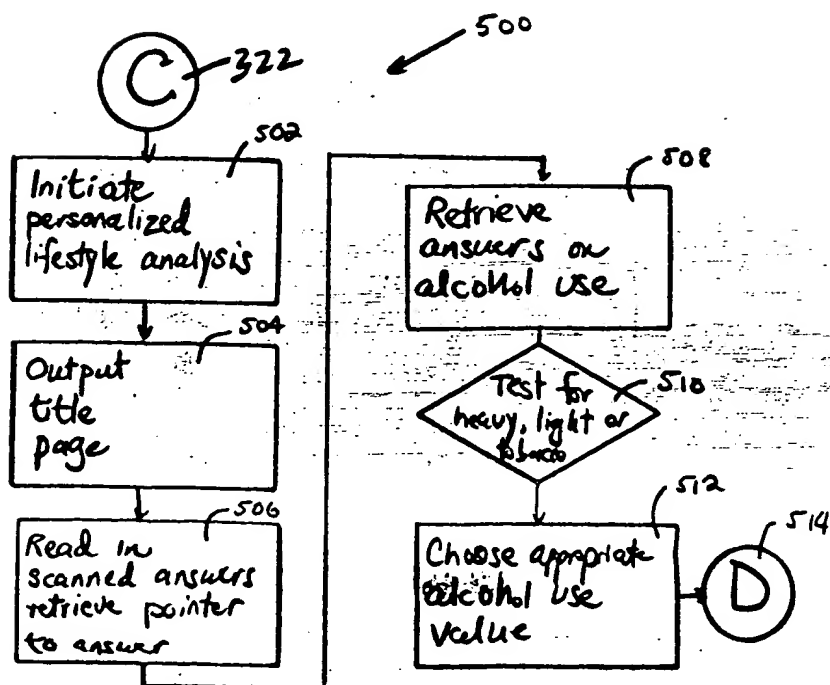 500
C
322
502
Initiate
personalized
lifestyle analysis
504
Output
title
page
506
Read in
scanned answers
retrieve pointer
to answer
508
Retrieve
answers on
alcohol use
510
Test for
heavy, light or
tobacco
512
Choose appropriate
alcohol use
value
514
D